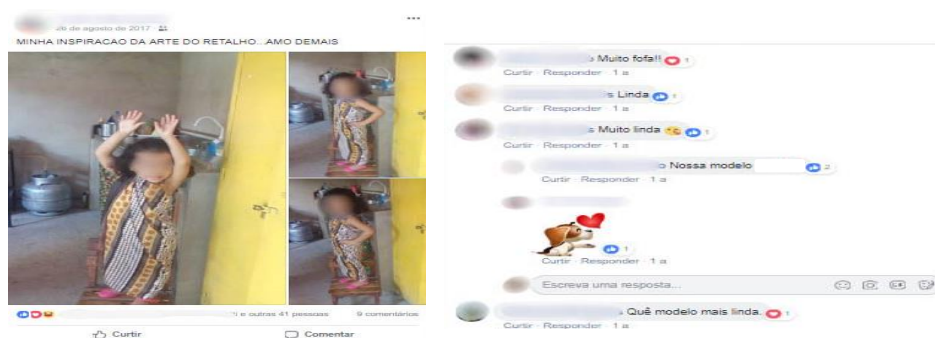 26 de agosto de 2017
MINHA INSPIRACAO DA ARTE DO RETALHO...AMO DEMAIS
e outras 41 pessoas
9 comentários
Curtir
Comentar
Muito fofa!! 1
Curtir · Responder · 1 a
Linda 1
Curtir · Responder · 1 a
Muito linda 1
Curtir · Responder · 1 a
Nossa modelo 2
Curtir · Responder · 1 a
1
Curtir · Responder · 1 a
Escreva uma resposta...
Quê modelo mais linda. 1
Curtir · Responder · 1 a